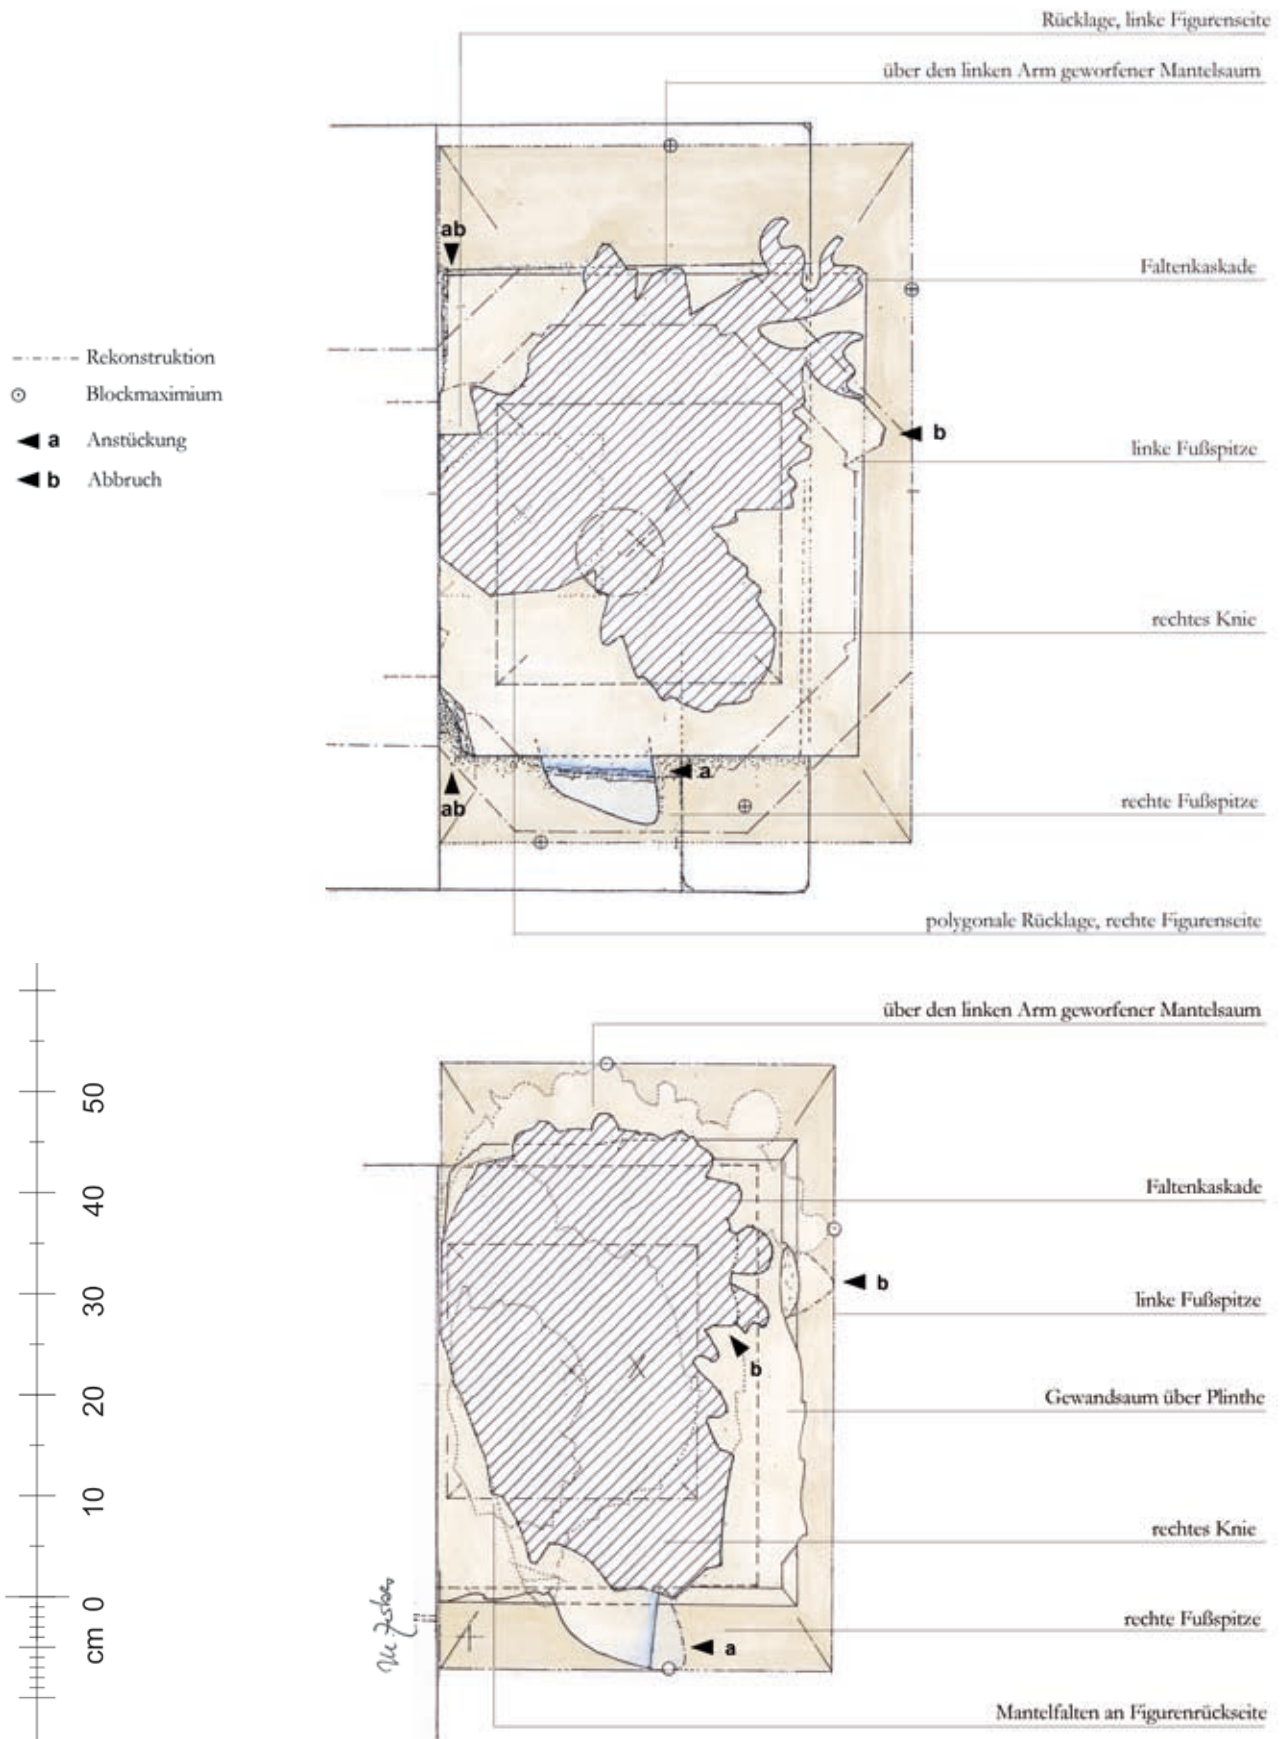 Rücklage, linke Figurenseite
über den linken Arm geworfener Mantelsaum
ab
Faltenkaskade
Rekonstruktion
Blockmaximium
a Anstückung
b
b Abbruch
linke Fußspitze
rechtes Knie
a
ab
rechte Fußspitze
polygonale Rücklage, rechte Figurenseite
über den linken Arm geworfener Mantelsaum
50
40
Faltenkaskade
b
30
linke Fußspitze
b
20
Gewandsaum über Plinthe
10
rechtes Knie
cm 0
rechte Fußspitze
a
Mantelfalten an Figurenrückseite